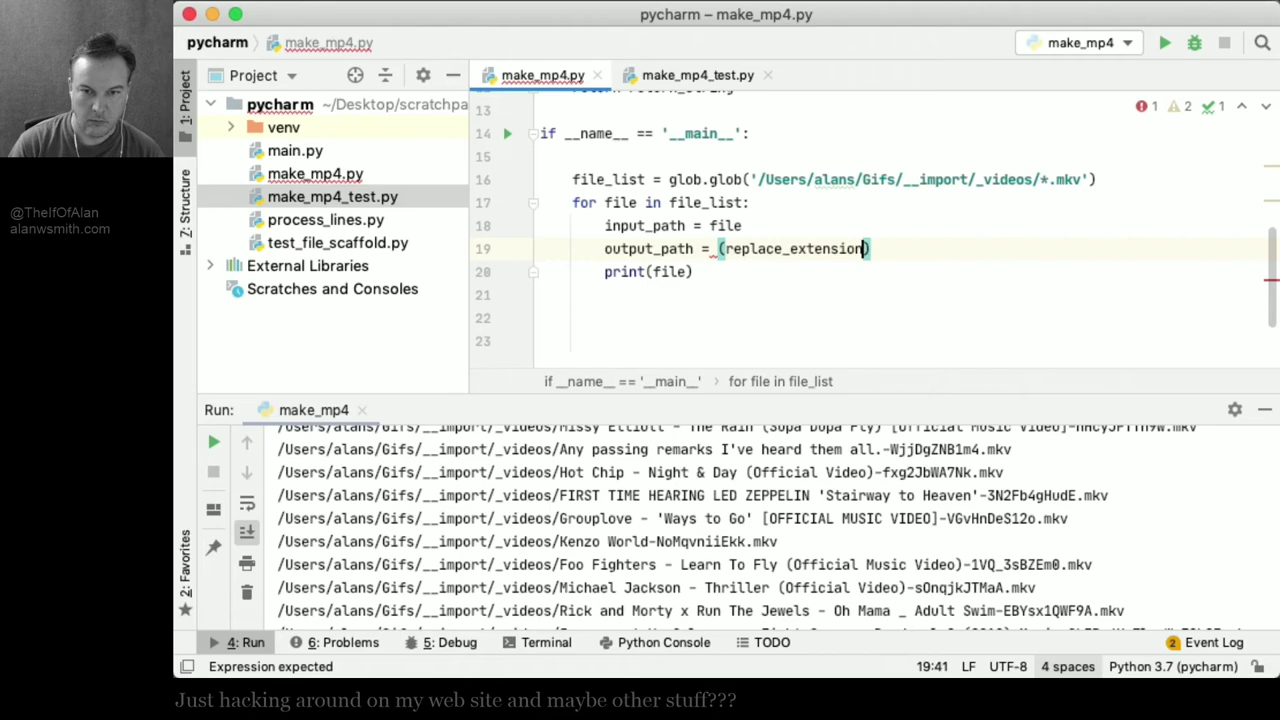 pycharm – make_mp4.py
pycharm
make_mp4.py
make_mp4
1: Project
Project
make_mp4.py
make_mp4_test.py
pycharm ~/Desktop/scratchpa
venv
main.py
make_mp4.py
make_mp4_test.py
process_lines.py
test_file_scaffold.py
External Libraries
Scratches and Consoles
7: Structure
2: Favorites
@TheIfOfAlan
alanwsmith.com
1 2 1
13
14 if __name__ == '__main__':
15
16 file_list = glob.glob('/Users/alans/Gifs/__import/_videos/*.mkv')
17 for file in file_list:
18 input_path = file
19 output_path = (replace_extension)
20 print(file)
21
22
23
if __name__ == '__main__' › for file in file_list
Run: make_mp4
/Users/alans/Gifs/__import/_videos/Any passing remarks I've heard them all.-WjjDgZNB1m4.mkv
/Users/alans/Gifs/__import/_videos/Hot Chip - Night & Day (Official Video)-fxg2JbWA7Nk.mkv
/Users/alans/Gifs/__import/_videos/FIRST TIME HEARING LED ZEPPELIN 'Stairway to Heaven'-3N2Fb4gHudE.mkv
/Users/alans/Gifs/__import/_videos/Grouplove - 'Ways to Go' [OFFICIAL MUSIC VIDEO]-VGvHnDeS12o.mkv
/Users/alans/Gifs/__import/_videos/Kenzo World-NoMqvniiEkk.mkv
/Users/alans/Gifs/__import/_videos/Foo Fighters - Learn To Fly (Official Music Video)-1VQ_3sBZEm0.mkv
/Users/alans/Gifs/__import/_videos/Michael Jackson - Thriller (Official Video)-sOnqjkJTMaA.mkv
/Users/alans/Gifs/__import/_videos/Rick and Morty x Run The Jewels - Oh Mama _ Adult Swim-EBYsx1QWF9A.mkv
4: Run
6: Problems
5: Debug
Terminal
Python Console
TODO
2 Event Log
Expression expected
19:41 LF UTF-8 4 spaces Python 3.7 (pycharm)
Just hacking around on my web site and maybe other stuff???